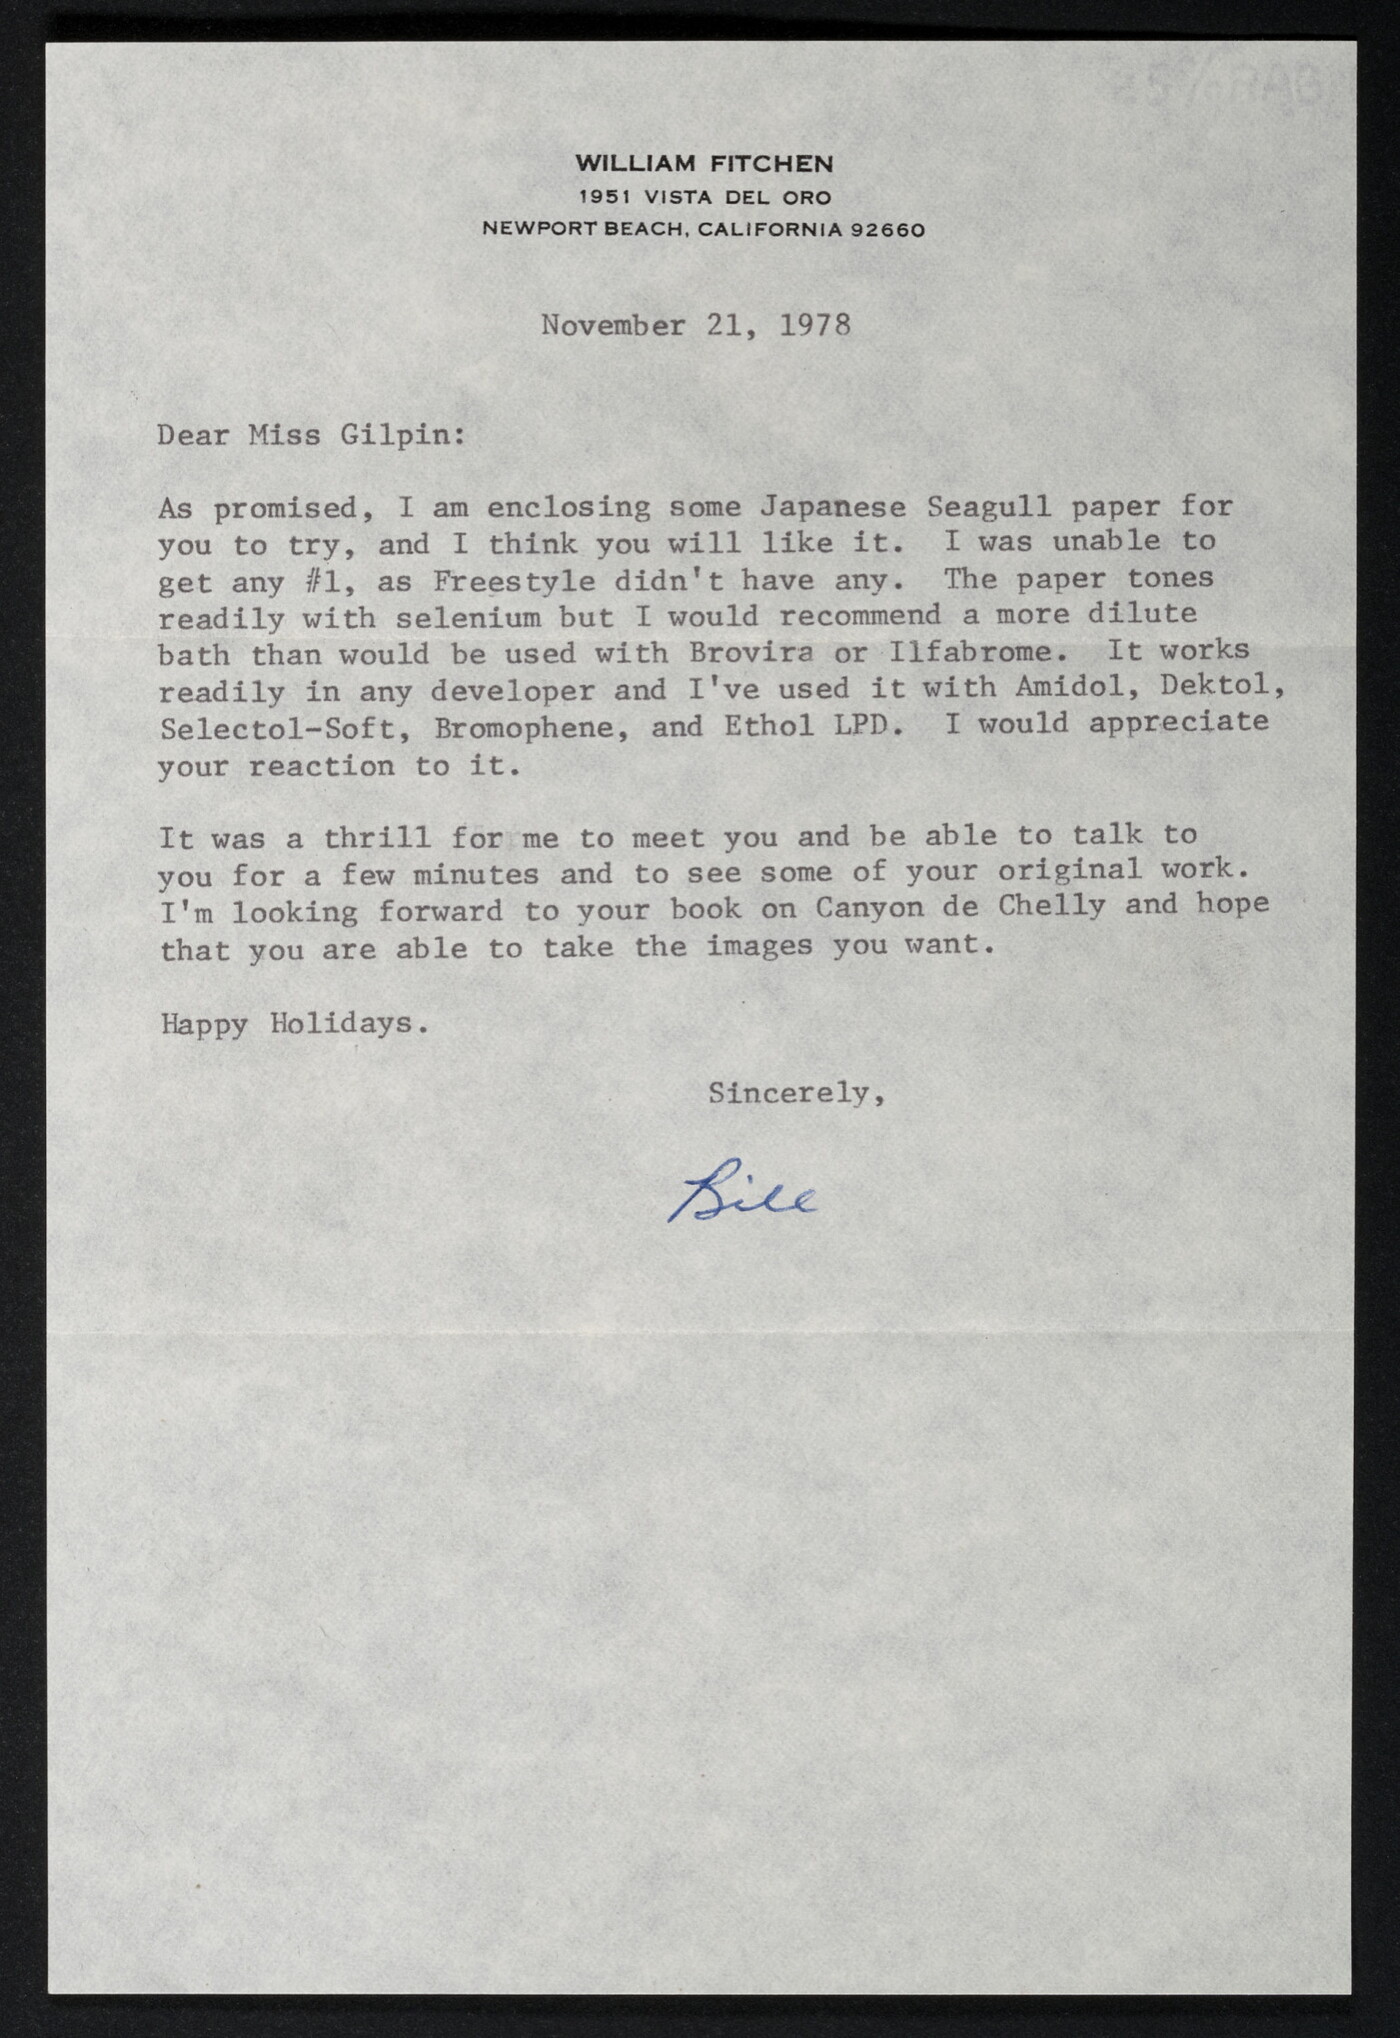 WILLIAM FITCHEN
1951 VISTA DEL ORO
NEWPORT BEACH, CALIFORNIA 92660
November 21, 1978
Dear Miss Gilpin:
As promised, I am enclosing some Japanese Seagull paper for
you to try, and I think you will like it.  I was unable to
get any #1, as Freestyle didn't have any.  The paper tones
readily with selenium but I would recommend a more dilute
bath than would be used with Brovira or Ilfabrome.  It works
readily in any developer and I've used it with Amidol, Dektol,
Selectol-Soft, Bromophene, and Ethol LPD.  I would appreciate
your reaction to it.
It was a thrill for me to meet you and be able to talk to
you for a few minutes and to see some of your original work.
I'm looking forward to your book on Canyon de Chelly and hope
that you are able to take the images you want.
Happy Holidays.
Sincerely,
Bill